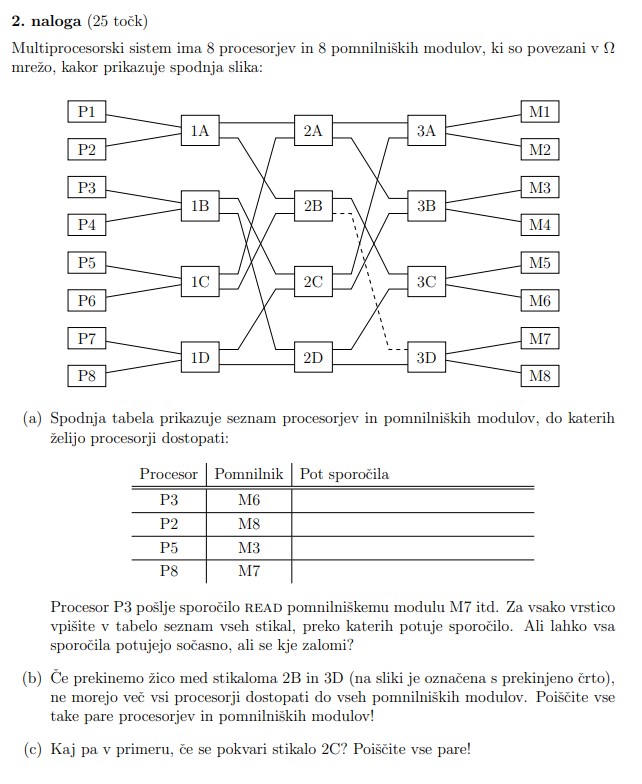 2. naloga (25 točk)
Multiprocesorski sistem ima 8 procesorjev in 8 pomnilniških modulov, ki so povezani v Ω
mrežo, kakor prikazuje spodnja slika:
P1 M1
1A 2A 3A
P2 M2
P3 M3
1B 2B 3B
P4 M4
P5 M5
1C 2C 3C
P6 M6
P7 M7
1D 2D 3D
P8 M8
(a) Spodnja tabela prikazuje seznam procesorjev in pomnilniških modulov, do katerih
želijo procesorji dostopati:
Procesor Pomnilnik Pot sporočila
P3 M6
P2 M8
P5 M3
P8 M7
Procesor P3 pošlje sporočilo READ pomnilniškemu modulu M7 itd. Za vsako vrstico
vpišite v tabelo seznam vseh stikal, preko katerih potuje sporočilo. Ali lahko vsa
sporočila potujejo sočasno, ali se kje zalomi?
(b) Če prekinemo žico med stikaloma 2B in 3D (na sliki je označena s prekinjeno črto),
ne morejo več vsi procesorji dostopati do vseh pomnilniških modulov. Poiščite vse
take pare procesorjev in pomnilniških modulov!
(c) Kaj pa v primeru, če se pokvari stikalo 2C? Poiščite vse pare!